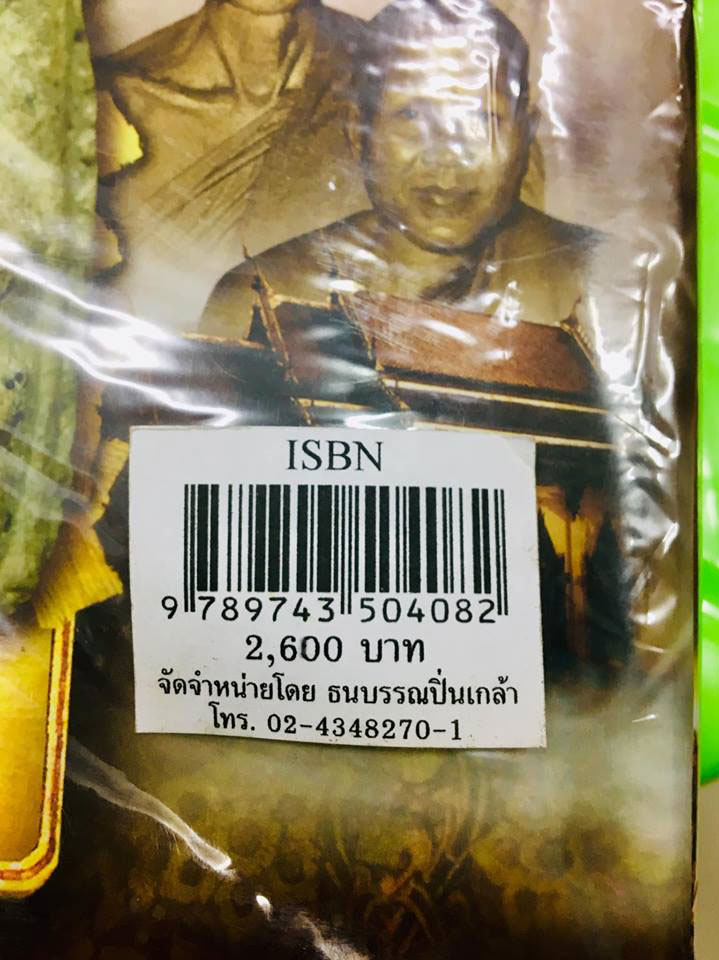 ISBN
9 789743 504082
2,600 บาท
จัดจำหน่ายโดย ธนบรรณปิ่นเกล้า
โทร. 02-4348270-1